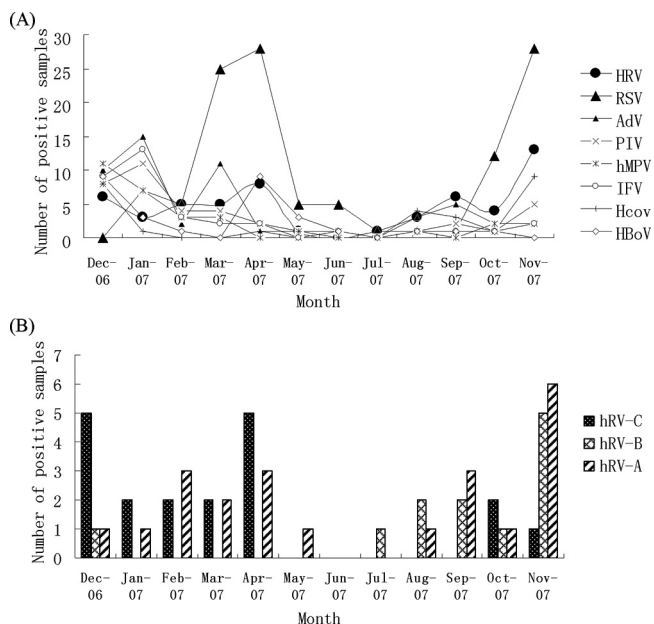 (A)
Number of positive samples
30
25
20
15
10
5
0
Dec-06 Jan-07 Feb-07 Mar-07 Apr-07 May-07 Jun-07 Jul-07 Aug-07 Sep-07 Oct-07 Nov-07
Month
HRV
RSV
AdV
PIV
hMPV
IFV
Hcov
HBoV
(B)
Number of positive samples
7
6
5
4
3
2
1
0
Dec-06 Jan-07 Feb-07 Mar-07 Apr-07 May-07 Jun-07 Jul-07 Aug-07 Sep-07 Oct-07 Nov-07
Month
hRV-C
hRV-B
hRV-A